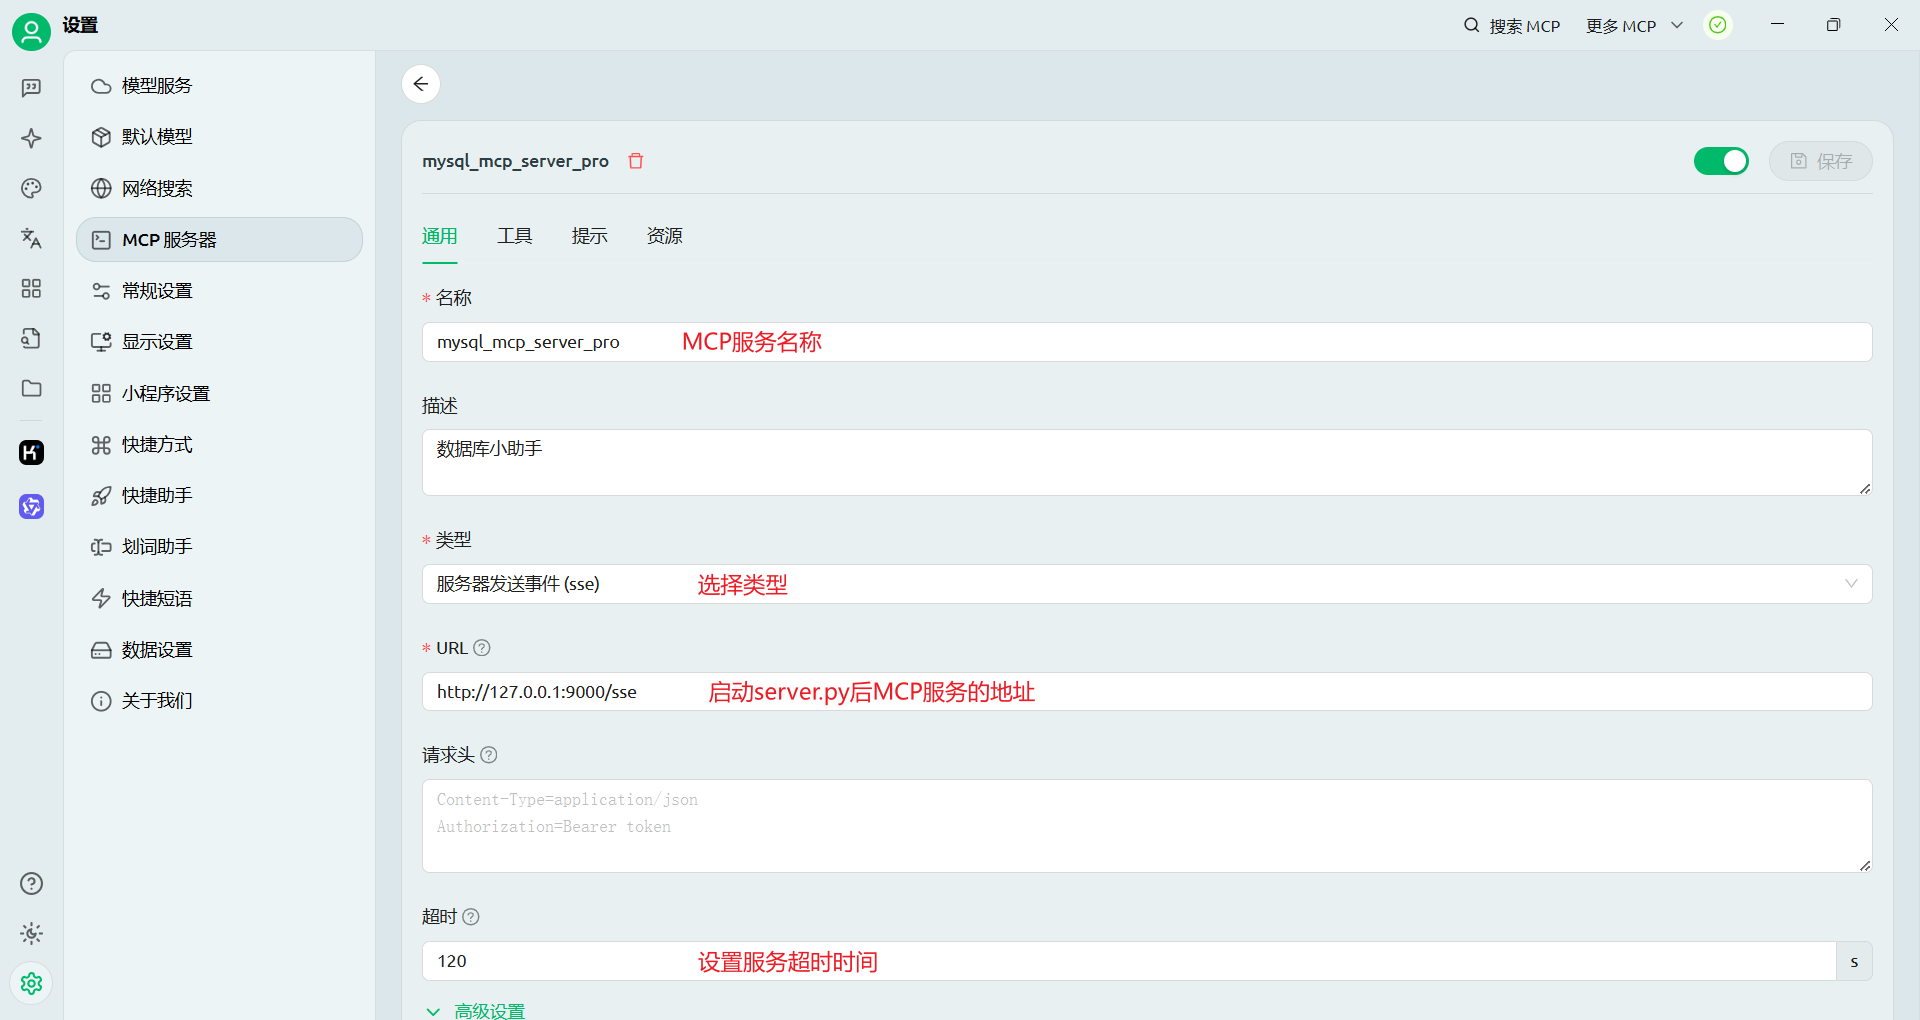 设置
搜索 MCP
更多 MCP
模型服务
默认模型
网络搜索
MCP 服务器
常规设置
显示设置
小程序设置
快捷方式
快捷助手
划词助手
快捷短语
数据设置
关于我们
mysql_mcp_server_pro
保存
通用 工具 提示 资源
* 名称
mysql_mcp_server_pro MCP服务名称
描述
数据库小助手
* 类型
服务器发送事件 (sse) 选择类型
* URL
http://127.0.0.1:9000/sse 启动server.py后MCP服务的地址
请求头
Content-Type=application/json
Authorization=Bearer token
超时
120 设置服务超时时间 s
高级设置